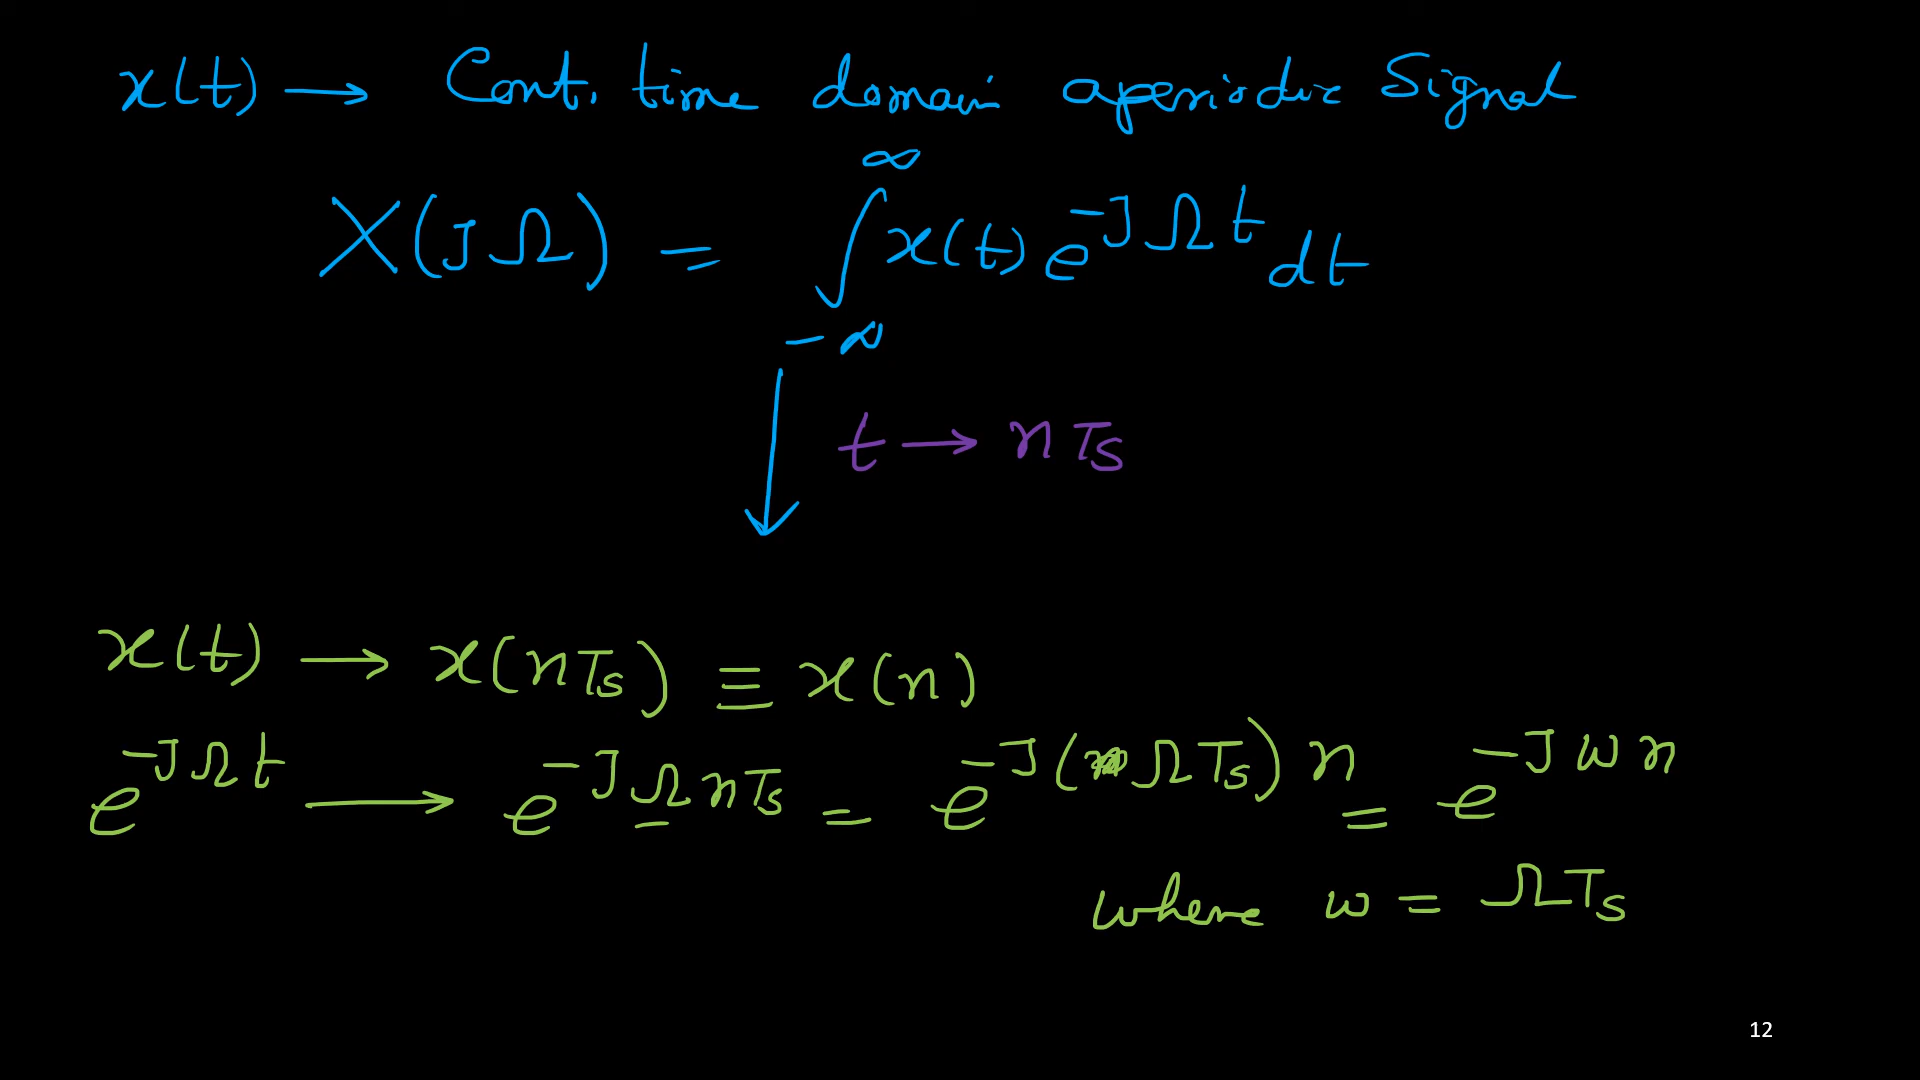 x(t) → Cont. time domain aperiodic Signal
X(JΩ) = ∫_{-∞}^{∞} x(t) e^{-JΩt} dt
t → nTs
x(t) → x(nTs) ≡ x(n)
e^{-JΩt} → e^{-JΩnTs} = e^{-J(ΩTs)n} = e^{-Jωn}
where ω = ΩTs
12